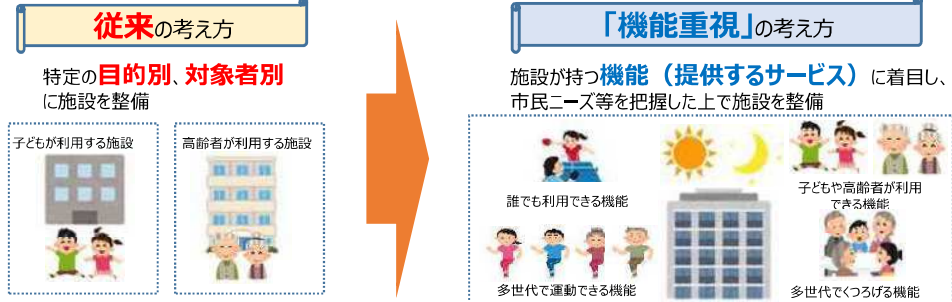 従来の考え方
特定の目的別、対象者別
に施設を整備
子どもが利用する施設
高齢者が利用する施設
「機能重視」の考え方
施設が持つ機能（提供するサービス）に着目し、
市民ニーズ等を把握した上で施設を整備
誰でも利用できる機能
子どもや高齢者が利用
できる機能
多世代で運動できる機能
多世代でくつろげる機能